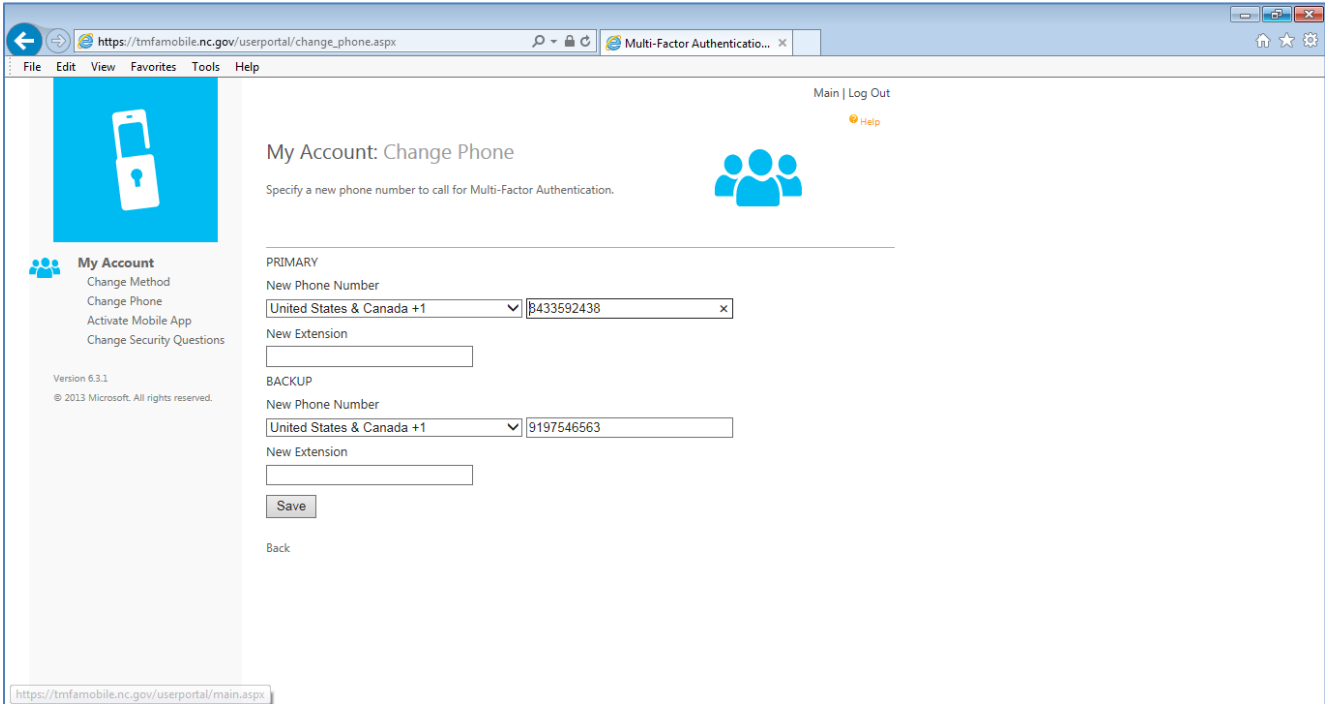 https://tmfamobile.nc.gov/userportal/change_phone.aspx
Multi-Factor Authenticatio...
File Edit View Favorites Tools Help
Main | Log Out
Help
My Account: Change Phone
Specify a new phone number to call for Multi-Factor Authentication.
My Account
Change Method
Change Phone
Activate Mobile App
Change Security Questions
Version 6.3.1
© 2013 Microsoft. All rights reserved.
PRIMARY
New Phone Number
United States & Canada +1 8433592438
New Extension
BACKUP
New Phone Number
United States & Canada +1 9197546563
New Extension
Save
Back
https://tmfamobile.nc.gov/userportal/main.aspx